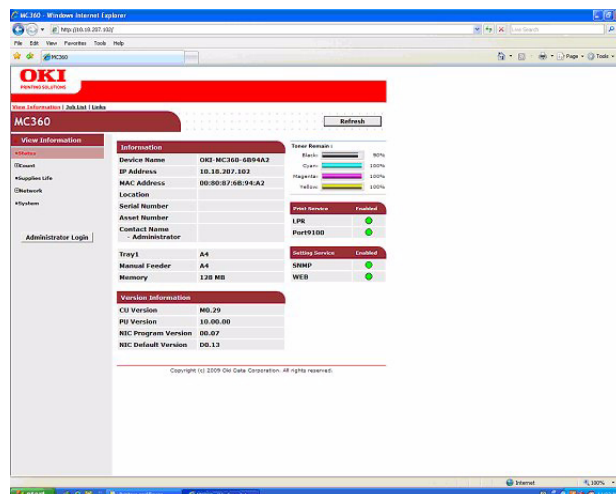 MC360 - Windows Internet Explorer
http://10.18.207.102/
Live Search
File Edit View Favorites Tools Help
MC360
Page Tools
OKI
PRINTING SOLUTIONS
View Information | Job List | Links
MC360
Refresh
View Information
Status
Count
Supplies Life
Network
System
Administrator Login
Information
Device Name OKI-MC360-6B94A2
IP Address 10.18.207.102
MAC Address 00:80:87:6B:94:A2
Location
Serial Number
Asset Number
Contact Name
- Administrator
Tray1 A4
Manual Feeder A4
Memory 128 MB
Version Information
CU Version M0.29
PU Version 10.00.00
NIC Program Version 00.07
NIC Default Version D0.13
Toner Remain :
Black: 90%
Cyan: 100%
Magenta: 100%
Yellow: 100%
Print Service Enabled
LPR
Port9100
Setting Service Enabled
SNMP
WEB
Copyright (c) 2009 Oki Data Corporation. All rights reserved.
Internet
100%
start